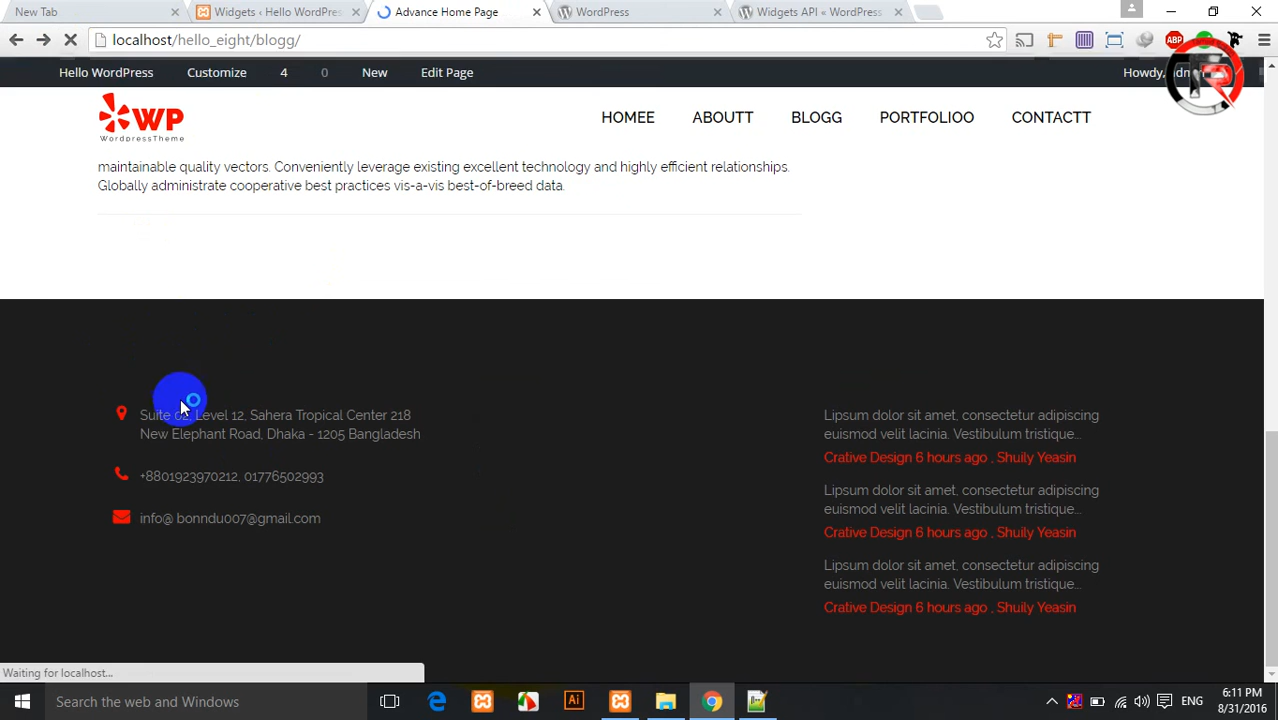 New Tab
Widgets ‹ Hello WordPres
Advance Home Page
WordPress
Widgets API « WordPress
localhost/hello_eight/blogg/
ABP
Hello WordPress
Customize
4
0
New
Edit Page
Howdy,
WP
WordpressTheme
HOMEE
ABOUTT
BLOGG
PORTFOLIOO
CONTACTT
maintainable quality vectors. Conveniently leverage existing excellent technology and highly efficient relationships.
Globally administrate cooperative best practices vis-a-vis best-of-breed data.
Suite 02, Level 12, Sahera Tropical Center 218
New Elephant Road, Dhaka - 1205 Bangladesh
+8801923970212, 01776502993
info@ bonndu007@gmail.com
Lipsum dolor sit amet, consectetur adipiscing
euismod velit lacinia. Vestibulum tristique...
Crative Design 6 hours ago , Shuily Yeasin
Lipsum dolor sit amet, consectetur adipiscing
euismod velit lacinia. Vestibulum tristique...
Crative Design 6 hours ago , Shuily Yeasin
Lipsum dolor sit amet, consectetur adipiscing
euismod velit lacinia. Vestibulum tristique...
Crative Design 6 hours ago , Shuily Yeasin
Waiting for localhost...
Search the web and Windows
Ai
ENG
6:11 PM
8/31/2016